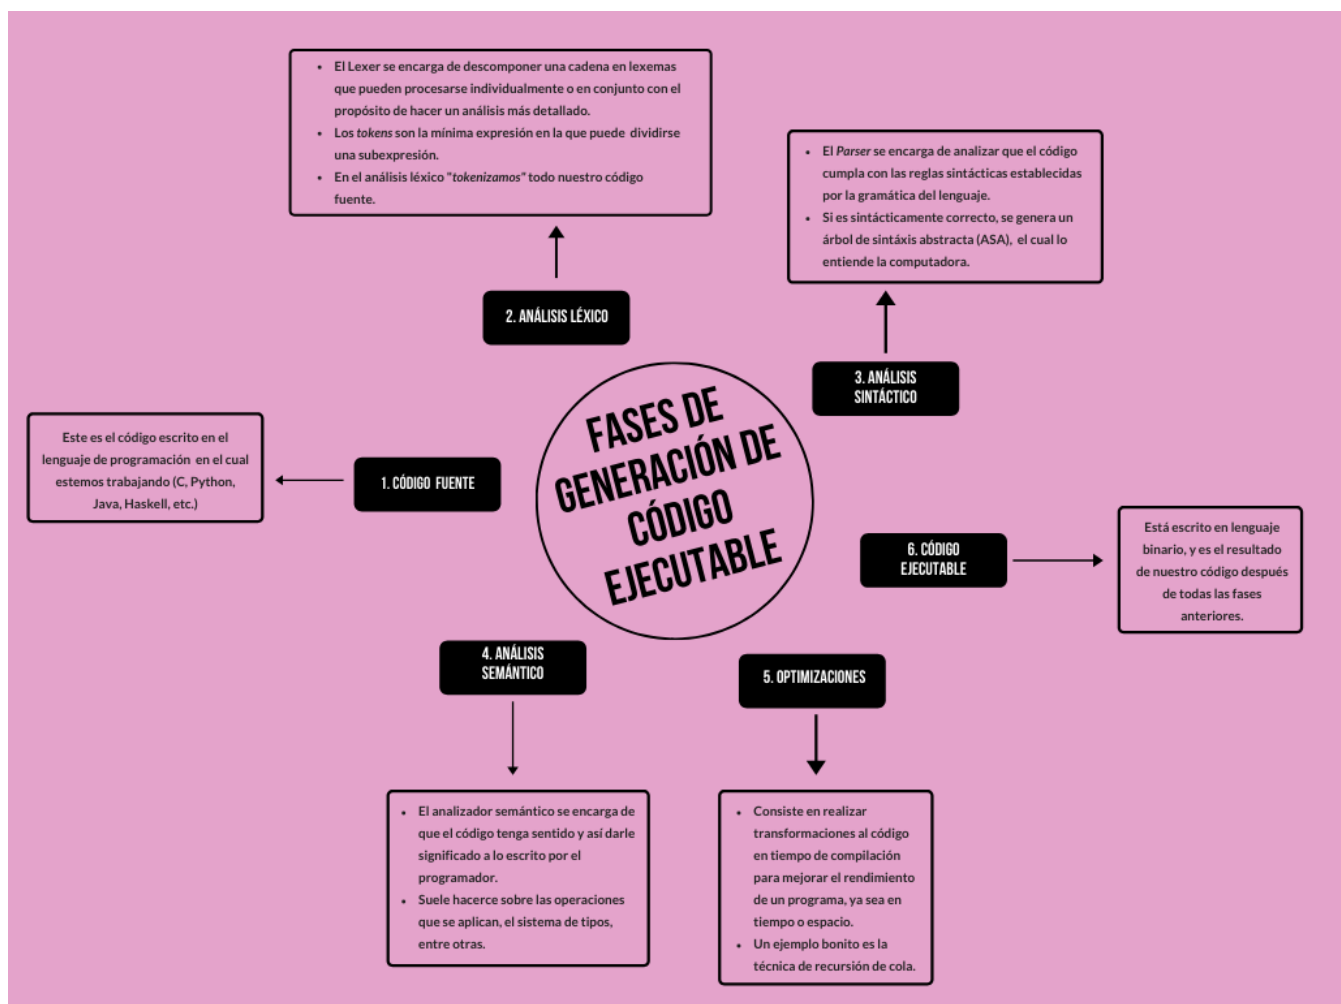 • El Lexer se encarga de descomponer una cadena en lexemas
que pueden procesarse individualmente o en conjunto con el
propósito de hacer un análisis más detallado.
• Los tokens son la mínima expresión en la que puede dividirse
una subexpresión.
• En el análisis léxico "tokenizamos" todo nuestro código
fuente.
2. ANÁLISIS LÉXICO
• El Parser se encarga de analizar que el código
cumpla con las reglas sintácticas establecidas
por la gramática del lenguaje.
• Si es sintácticamente correcto, se genera un
árbol de sintáxis abstracta (ASA), el cual lo
entiende la computadora.
3. ANÁLISIS
SINTÁCTICO
FASES DE
GENERACIÓN DE
CÓDIGO
EJECUTABLE
Este es el código escrito en el
lenguaje de programación en el cual
estemos trabajando (C, Python,
Java, Haskell, etc.)
1. CÓDIGO FUENTE
6. CÓDIGO
EJECUTABLE
Está escrito en lenguaje
binario, y es el resultado
de nuestro código después
de todas las fases
anteriores.
4. ANÁLISIS
SEMÁNTICO
• El analizador semántico se encarga de
que el código tenga sentido y así darle
significado a lo escrito por el
programador.
• Suele hacerce sobre las operaciones
que se aplican, el sistema de tipos,
entre otras.
5. OPTIMIZACIONES
• Consiste en realizar
transformaciones al código
en tiempo de compilación
para mejorar el rendimiento
de un programa, ya sea en
tiempo o espacio.
• Un ejemplo bonito es la
técnica de recursión de cola.